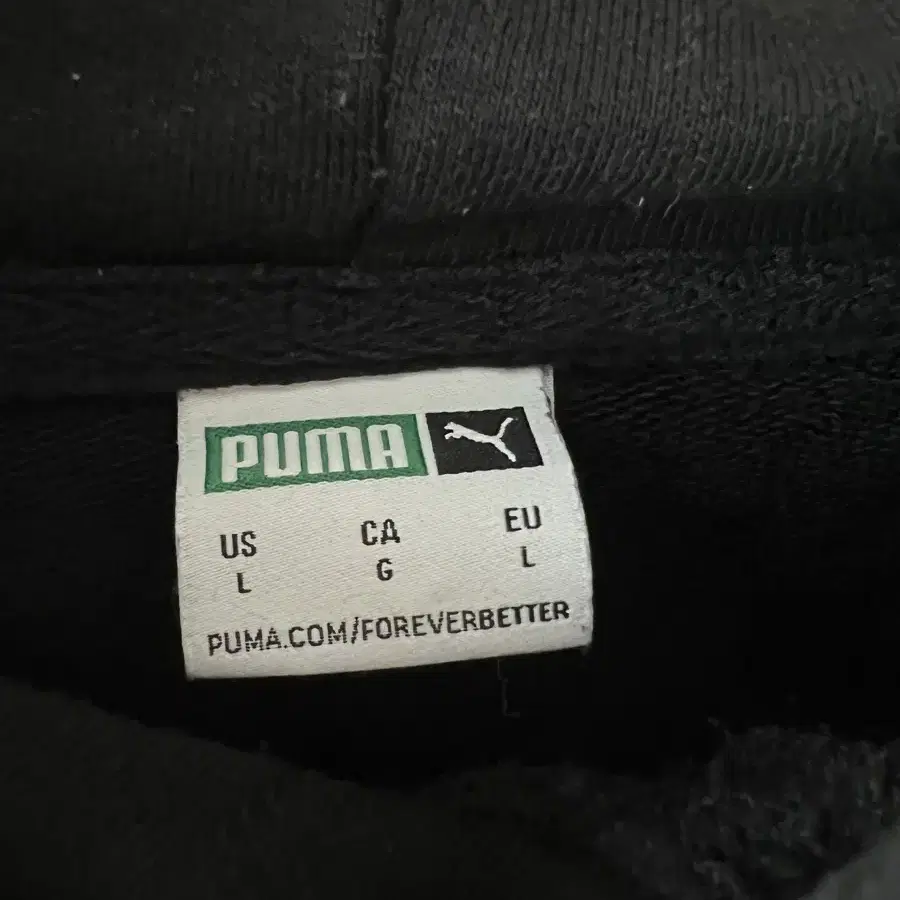 PUMA
US CA EU
L G L
PUMA.COM/FOREVERBETTER